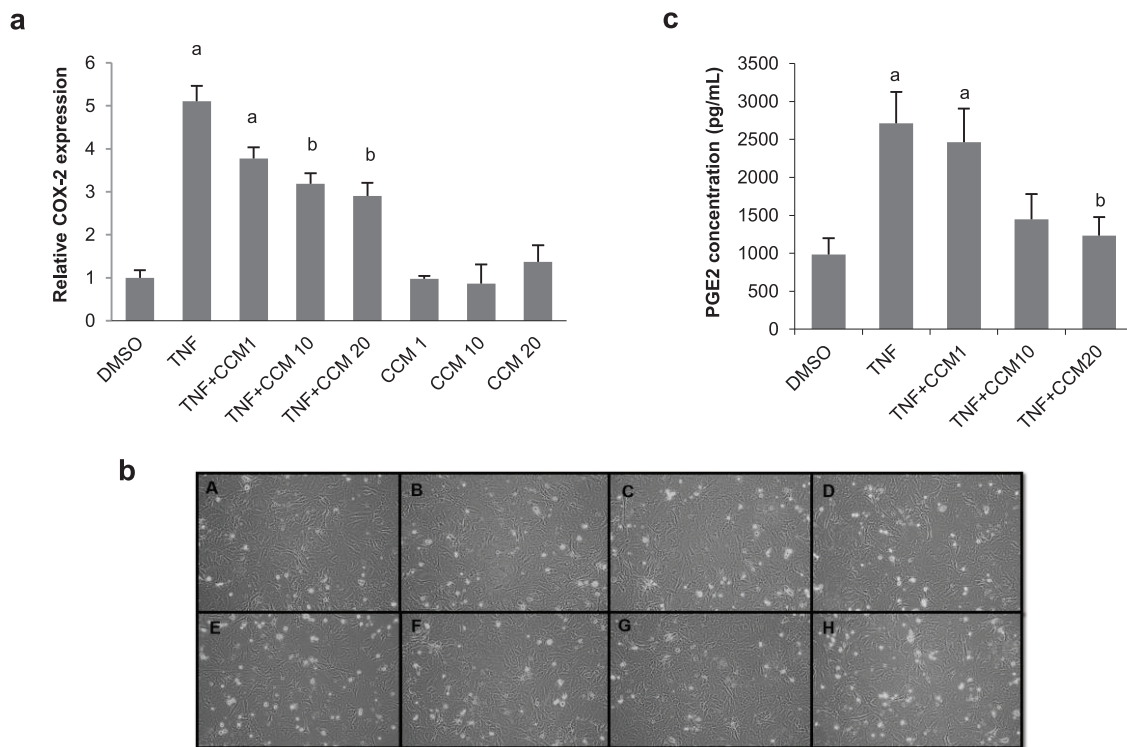 a
Relative COX-2 expression
6
5
4
3
2
1
0
a
a
b
b
DMSO
TNF
TNF+CCM1
TNF+CCM 10
TNF+CCM 20
CCM 1
CCM 10
CCM 20
c
PGE2 concentration (pg/mL)
3500
3000
2500
2000
1500
1000
500
0
a
a
b
DMSO
TNF
TNF+CCM1
TNF+CCM10
TNF+CCM20
b
A
B
C
D
E
F
G
H